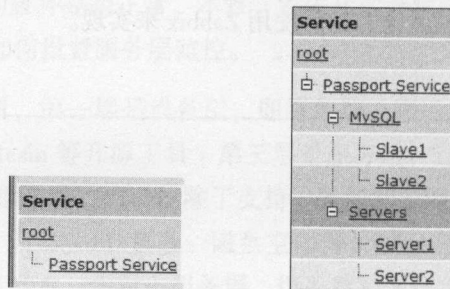 Service
root
Passport Service
Service
root
Passport Service
MySQL
Slave1
Slave2
Servers
Server1
Server2